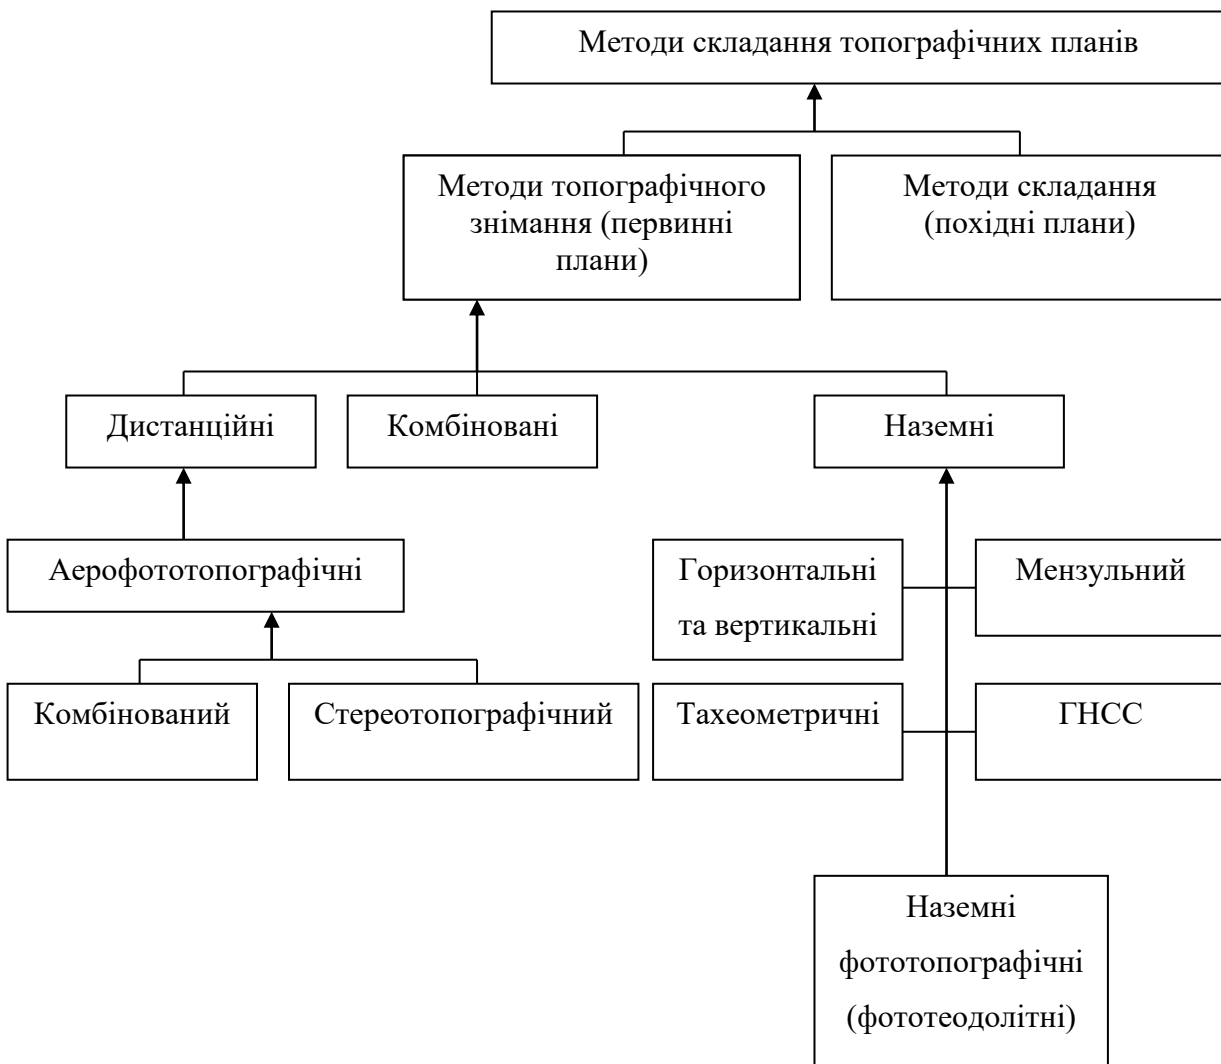 Методи складання топографічних планів
Методи топографічного
знімання (первинні
плани)
Методи складання
(похідні плани)
Дистанційні
Комбіновані
Наземні
Аерофототопографічні
Горизонтальні
та вертикальні
Мензульний
Комбінований
Стереотопографічний
Тахеометричні
ГНСС
Наземні
фототопографічні
(фототеодолітні)